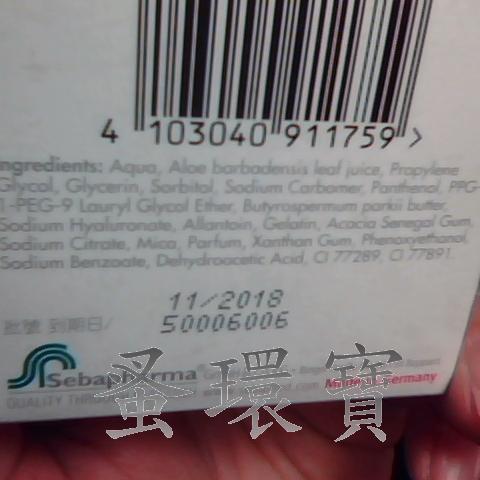 4 103040 911759 >
ngredients: Aqua, Aloe barbadensis leaf juice, Propylene
Glycol, Glycerin, Sorbitol, Sodium Carbomer, Panthenol, PPG-
1-PEG-9 Lauryl Glycol Ether, Butyrospermum parkii butter,
Sodium Hyaluronate, Allantoin, Gelatin, Acacia Senegal Gum,
Sodium Citrate, Mica, Parfum, Xanthan Gum, Phenoxyethanol,
Sodium Benzoate, Dehydroacetic Acid, CI 77289, CI 77891.
11/2018
批號 到期日/ 50006006
Sebapharma
QUALITY
Made in Germany
蚤環寶